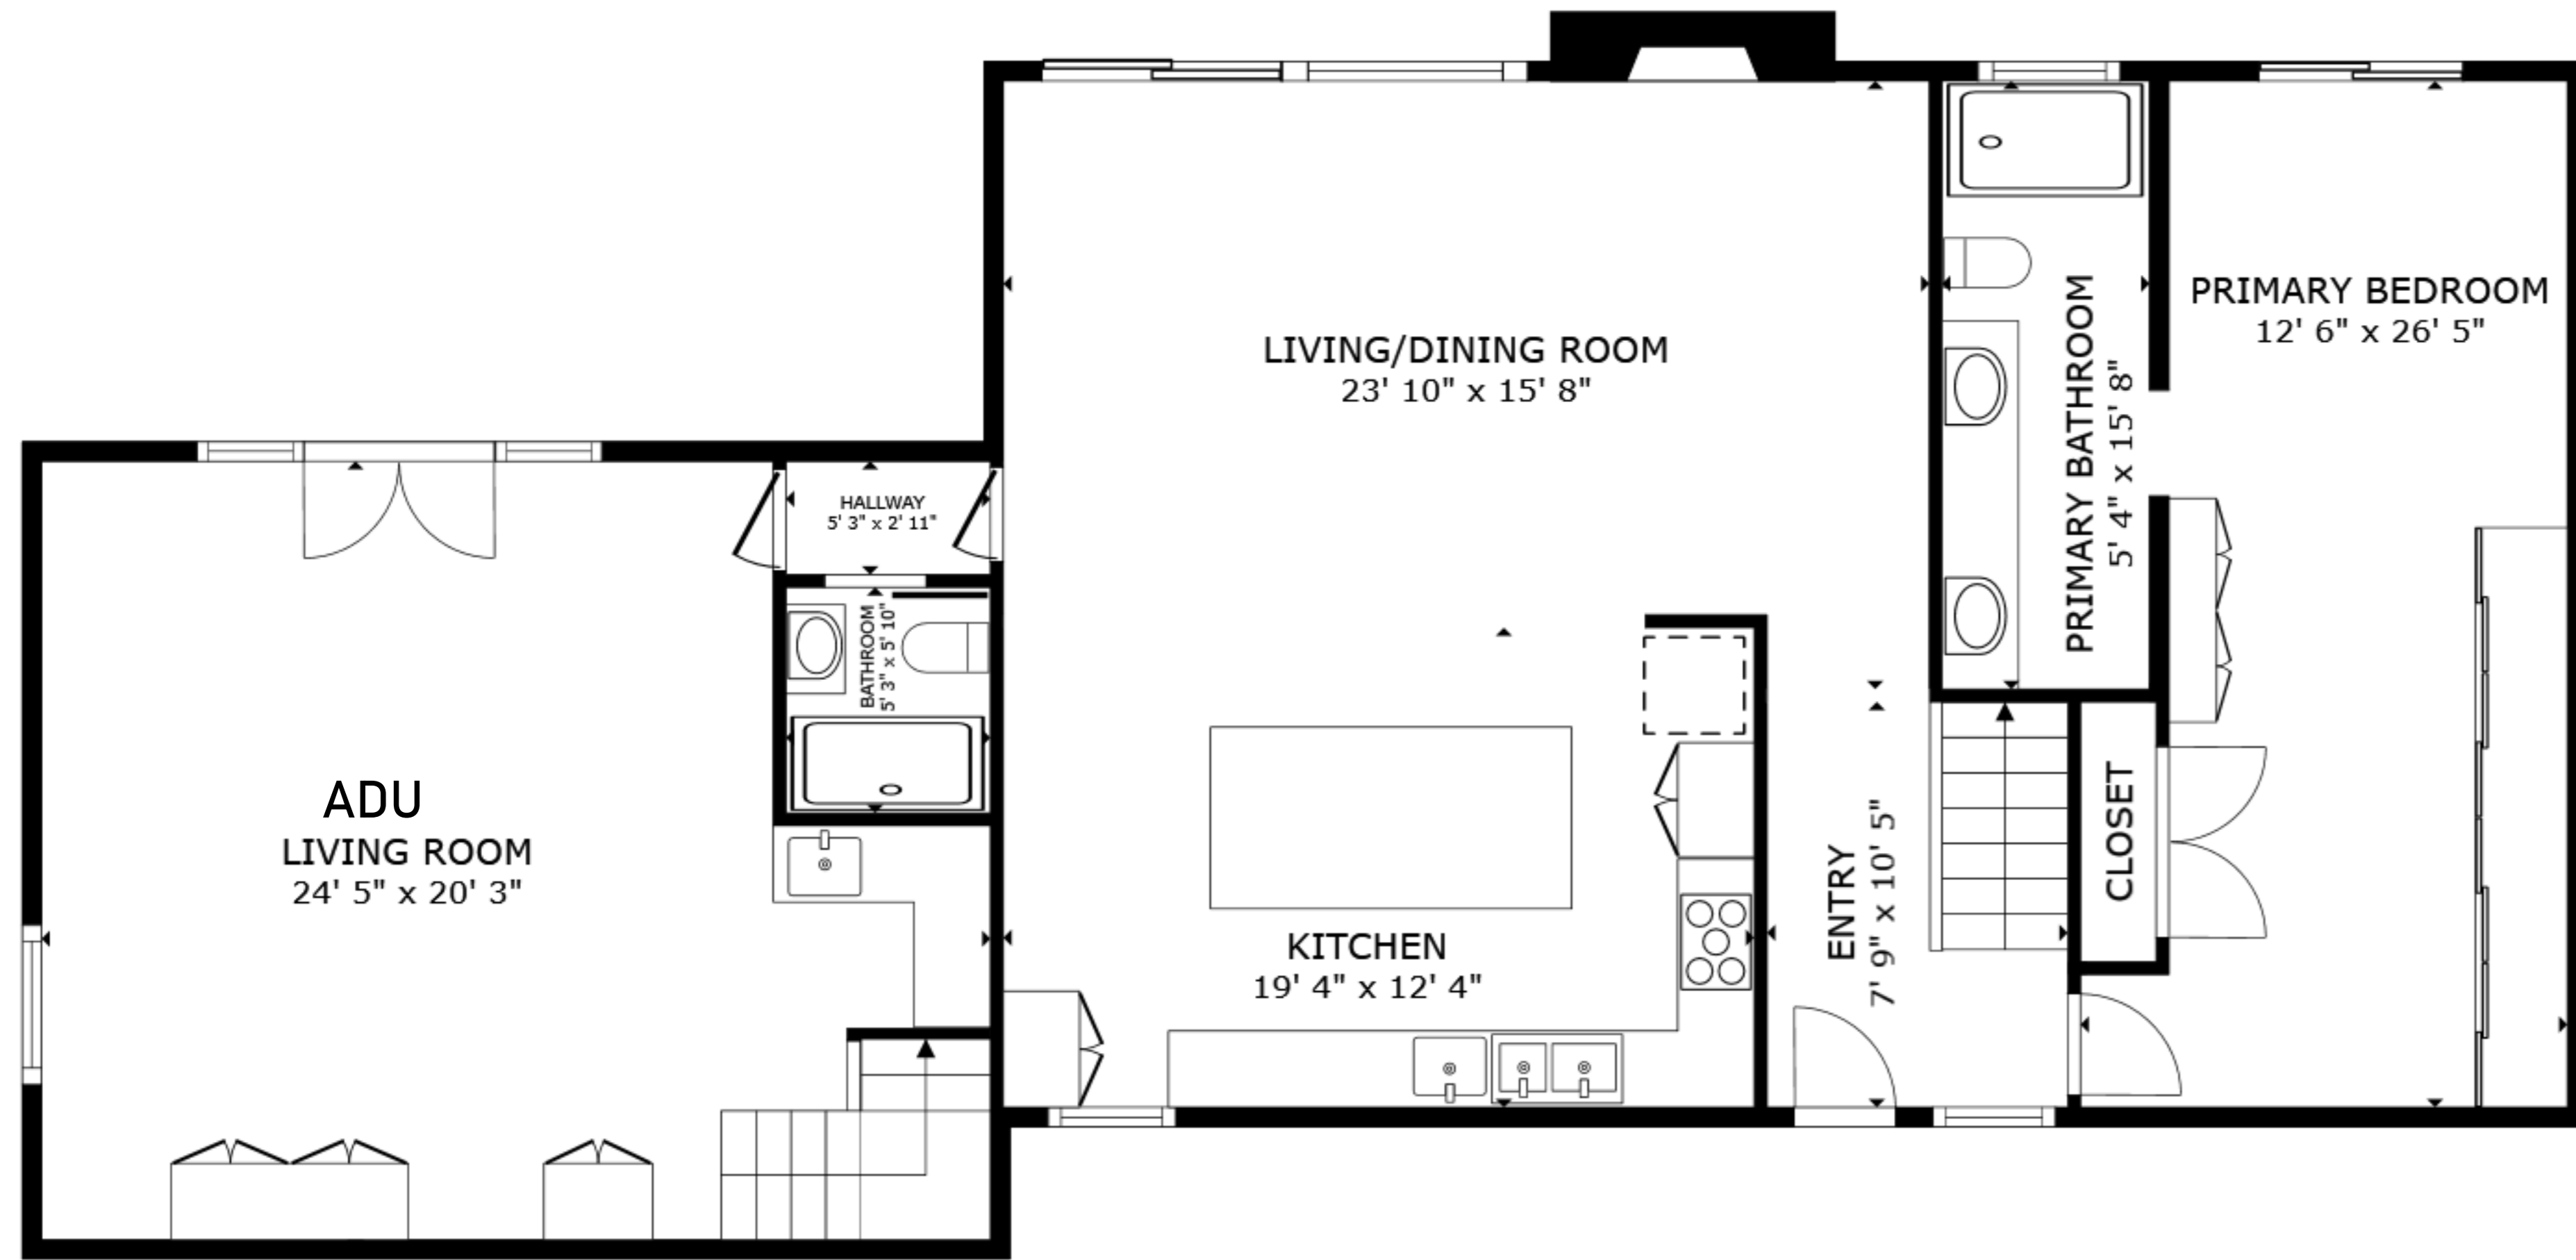 LIVING/DINING ROOM
23' 10" x 15' 8"
PRIMARY BATHROOM
5' 4" x 15' 8"
PRIMARY BEDROOM
12' 6" x 26' 5"
HALLWAY
5' 3" x 2' 11"
BATHROOM
5' 3" x 5' 10"
ADU
LIVING ROOM
24' 5" x 20' 3"
KITCHEN
19' 4" x 12' 4"
ENTRY
7' 9" x 10' 5"
CLOSET